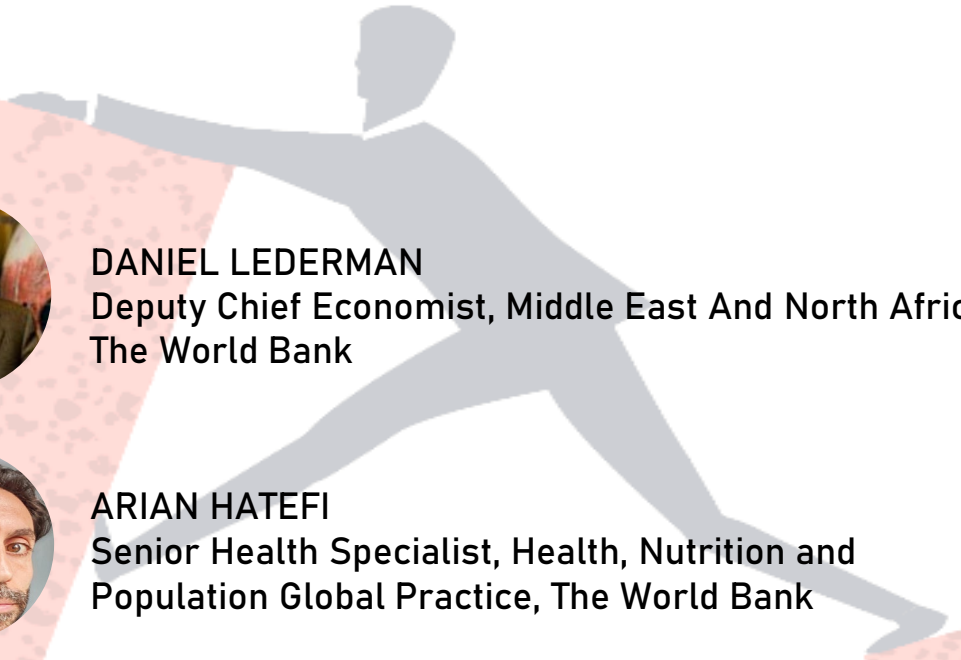 DANIEL LEDERMAN
Deputy Chief Economist, Middle East And North Afric
The World Bank
ARIAN HATEFI
Senior Health Specialist, Health, Nutrition and
Population Global Practice, The World Bank